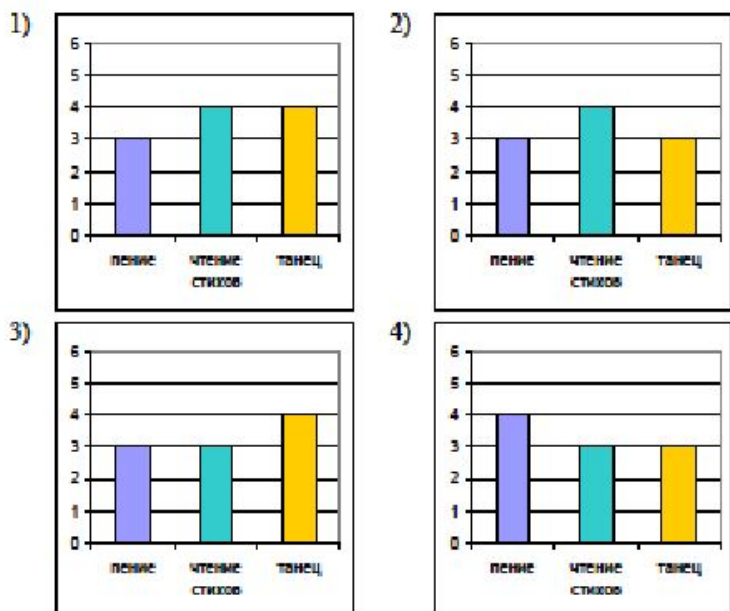 1)
6
5
4
3
2
1
0
пение
чтение
стихов
танец
2)
6
5
4
3
2
1
0
пение
чтение
стихов
танец
3)
6
5
4
3
2
1
0
пение
чтение
стихов
танец
4)
6
5
4
3
2
1
0
пение
чтение
стихов
танец